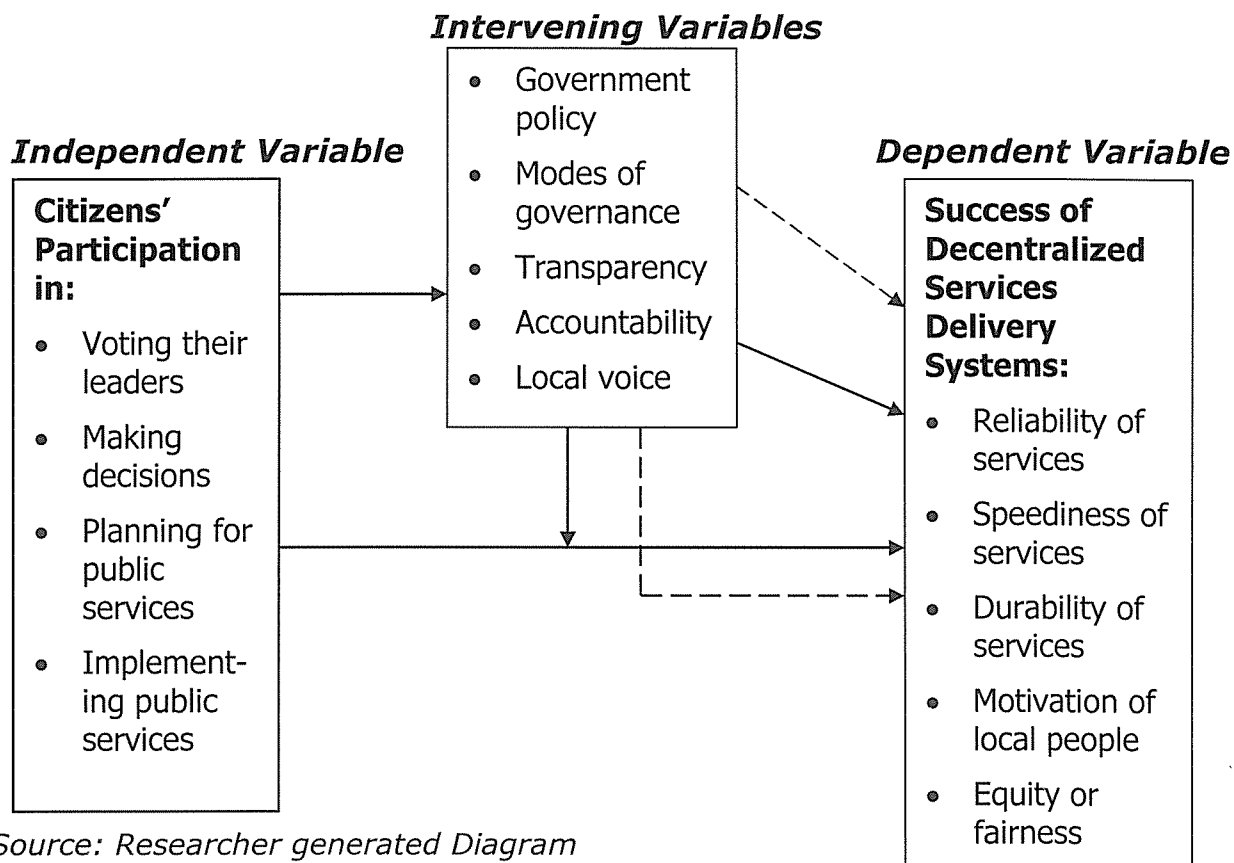 Intervening Variables
• Government
policy
• Modes of
governance
• Transparency
• Accountability
• Local voice
Independent Variable
Citizens’
Participation
in:
• Voting their
leaders
• Making
decisions
• Planning for
public
services
• Implement-
ing public
services
Dependent Variable
Success of
Decentralized
Services
Delivery
Systems:
• Reliability of
services
• Speediness of
services
• Durability of
services
• Motivation of
local people
• Equity or
fairness
Source: Researcher generated Diagram